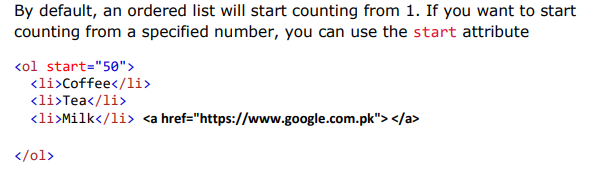 By default, an ordered list will start counting from 1. If you want to start
counting from a specified number, you can use the start attribute
<ol start="50">
<li>Coffee</li>
<li>Tea</li>
<li>Milk</li> <a href="https://www.google.com.pk"> </a>
</ol>